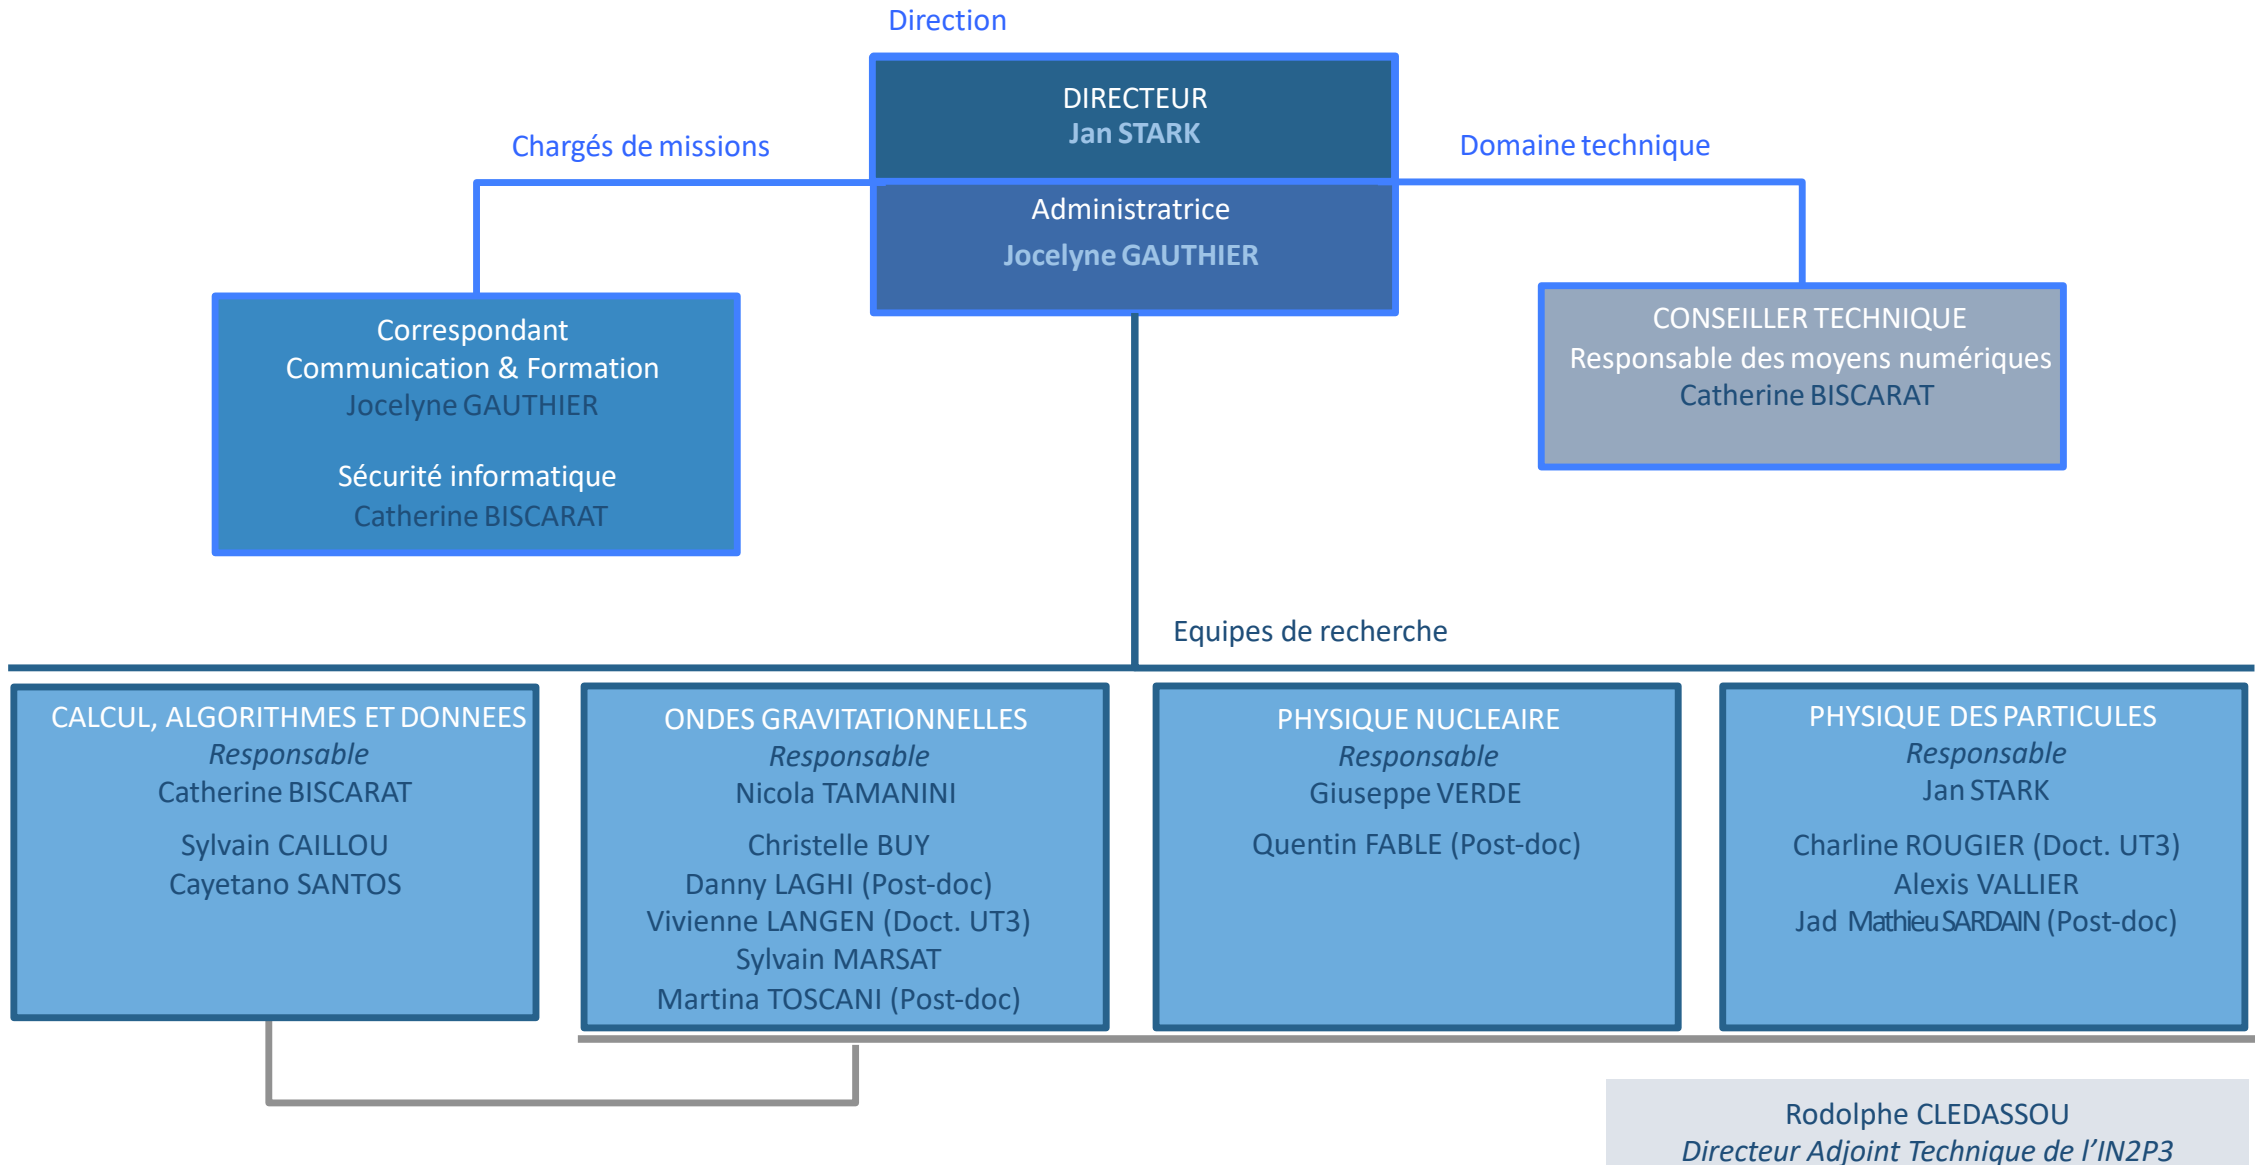 Direction
DIRECTEUR
Jan STARK
Chargés de missions
Domaine technique
Administratrice
Jocelyne GAUTHIER
Correspondant
Communication & Formation
Jocelyne GAUTHIER
Sécurité informatique
Catherine BISCARAT
CONSEILLER TECHNIQUE
Responsable des moyens numériques
Catherine BISCARAT
Equipes de recherche
CALCUL, ALGORITHMES ET DONNEES
Responsable
Catherine BISCARAT
Sylvain CAILLOU
Cayetano SANTOS
ONDES GRAVITATIONNELLES
Responsable
Nicola TAMANINI
Christelle BUY
Danny LAGHI (Post-doc)
Vivienne LANGEN (Doct. UT3)
Sylvain MARSAT
Martina TOSCANI (Post-doc)
PHYSIQUE NUCLEAIRE
Responsable
Giuseppe VERDE
Quentin FABLE (Post-doc)
PHYSIQUE DES PARTICULES
Responsable
Jan STARK
Charline ROUGIER (Doct. UT3)
Alexis VALLIER
Jad Mathieu SARDAIN (Post-doc)
Rodolphe CLEDASSOU
Directeur Adjoint Technique de l'IN2P3